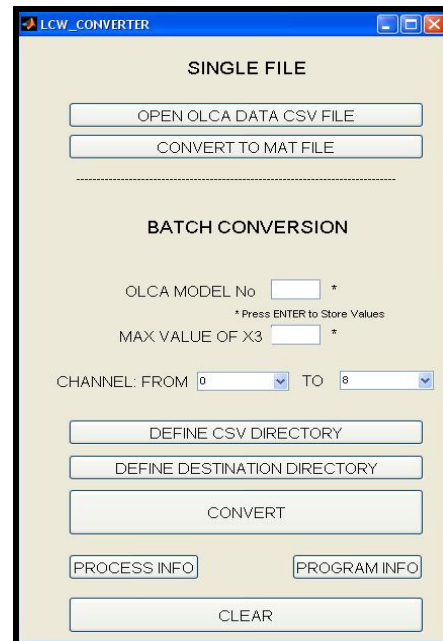 LCW_CONVERTER
SINGLE FILE
OPEN OLCA DATA CSV FILE
CONVERT TO MAT FILE
--------------------------------------------------------------------------------
BATCH CONVERSION
OLCA MODEL No *
* Press ENTER to Store Values
MAX VALUE OF X3 *
CHANNEL: FROM 0 TO 8
DEFINE CSV DIRECTORY
DEFINE DESTINATION DIRECTORY
CONVERT
PROCESS INFO PROGRAM INFO
CLEAR